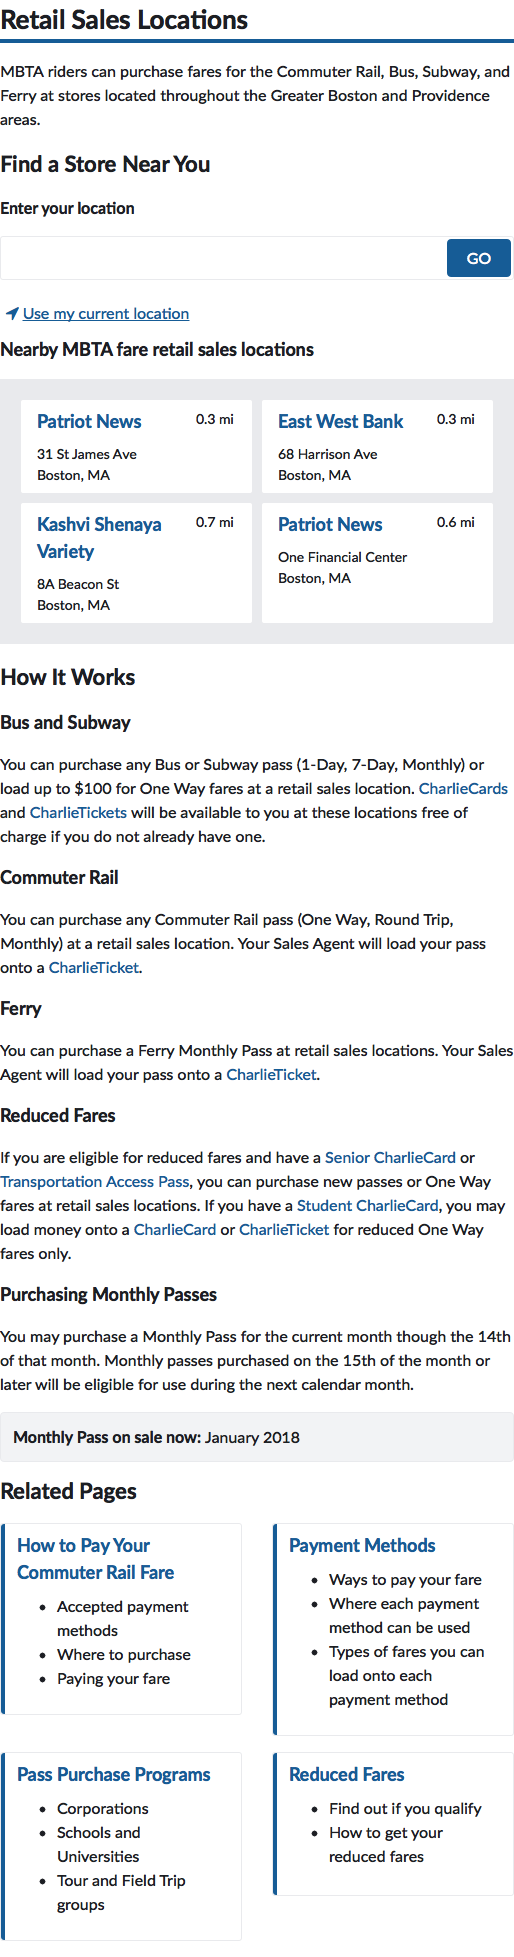 Retail Sales Locations
MBTA riders can purchase fares for the Commuter Rail, Bus, Subway, and
Ferry at stores located throughout the Greater Boston and Providence
areas.
Find a Store Near You
Enter your location
GO
Use my current location
Nearby MBTA fare retail sales locations
Patriot News 0.3 mi
31 St James Ave
Boston, MA
East West Bank 0.3 mi
68 Harrison Ave
Boston, MA
Kashvi Shenaya 0.7 mi
Variety
8A Beacon St
Boston, MA
Patriot News 0.6 mi
One Financial Center
Boston, MA
How It Works
Bus and Subway
You can purchase any Bus or Subway pass (1-Day, 7-Day, Monthly) or
load up to $100 for One Way fares at a retail sales location. CharlieCards
and CharlieTickets will be available to you at these locations free of
charge if you do not already have one.
Commuter Rail
You can purchase any Commuter Rail pass (One Way, Round Trip,
Monthly) at a retail sales location. Your Sales Agent will load your pass
onto a CharlieTicket.
Ferry
You can purchase a Ferry Monthly Pass at retail sales locations. Your Sales
Agent will load your pass onto a CharlieTicket.
Reduced Fares
If you are eligible for reduced fares and have a Senior CharlieCard or
Transportation Access Pass, you can purchase new passes or One Way
fares at retail sales locations. If you have a Student CharlieCard, you may
load money onto a CharlieCard or CharlieTicket for reduced One Way
fares only.
Purchasing Monthly Passes
You may purchase a Monthly Pass for the current month though the 14th
of that month. Monthly passes purchased on the 15th of the month or
later will be eligible for use during the next calendar month.
Monthly Pass on sale now: January 2018
Related Pages
How to Pay Your
Commuter Rail Fare
• Accepted payment
methods
• Where to purchase
• Paying your fare
Payment Methods
• Ways to pay your fare
• Where each payment
method can be used
• Types of fares you can
load onto each
payment method
Pass Purchase Programs
• Corporations
• Schools and
Universities
• Tour and Field Trip
groups
Reduced Fares
• Find out if you qualify
• How to get your
reduced fares